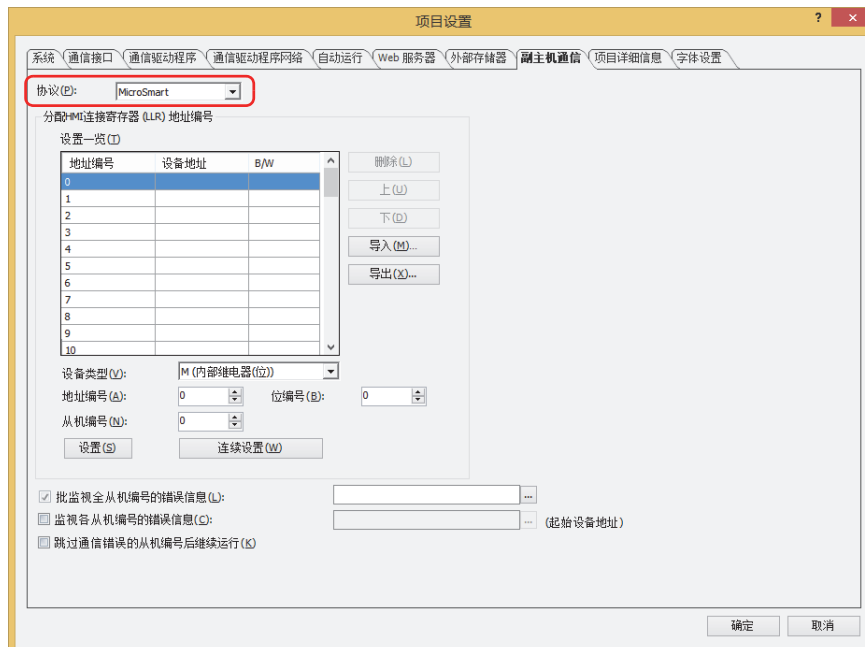 项目设置
? ×
系统 通信接口 通信驱动程序 通信驱动程序网络 自动运行 Web 服务器 外部存储器 副主机通信 项目详细信息 字体设置
协议(P): MicroSmart
分配HMI连接寄存器 (LLR) 地址编号
设置一览(T)
地址编号 设备地址 B/W
0
1
2
3
4
5
6
7
8
9
10
删除(L)
上(U)
下(D)
导入(M)...
导出(X)...
设备类型(V): M (内部继电器(位))
地址编号(A): 0 位编号(B): 0
从机编号(N): 0
设置(S) 连续设置(W)
批监视全从机编号的错误信息(L): ...
监视各从机编号的错误信息(C): ... (起始设备地址)
跳过通信错误的从机编号后继续运行(K)
确定 取消